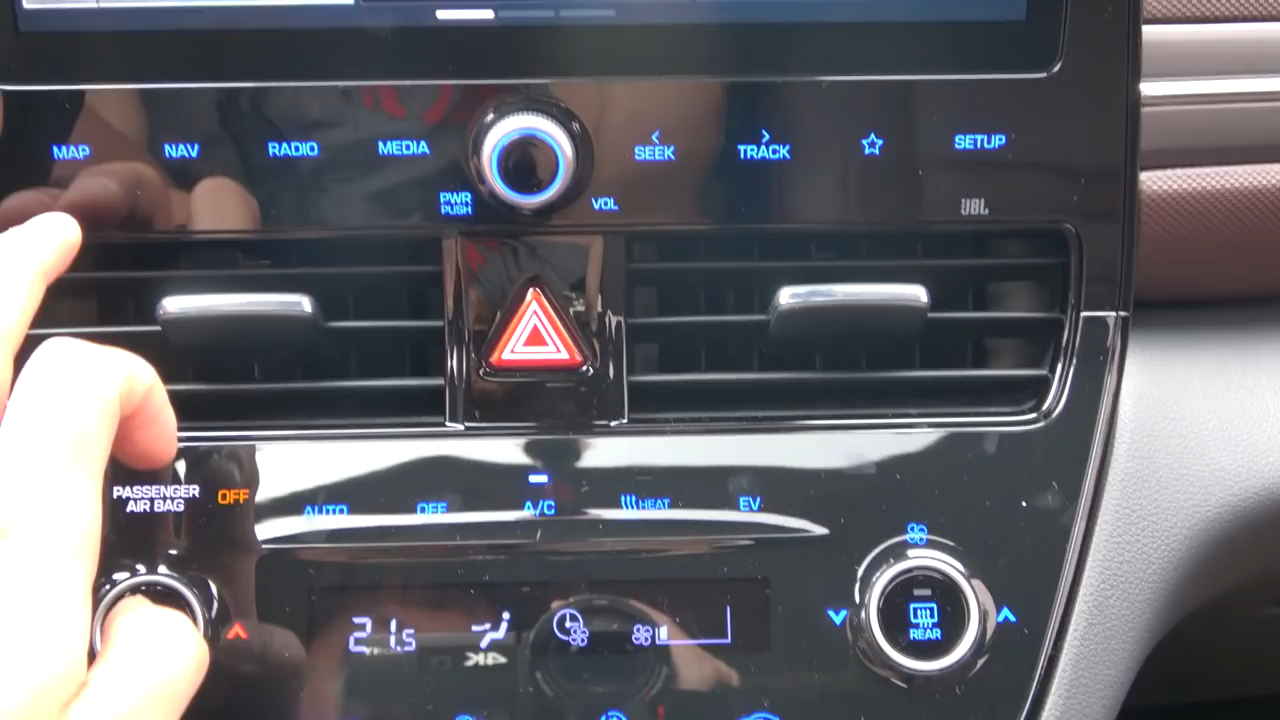 MAP NAV RADIO MEDIA SEEK TRACK SETUP
PWR
PUSH
VOL
JBL
PASSENGER
AIR BAG
OFF
AUTO OFF A/C HEAT EV
21.5
4K
REAR